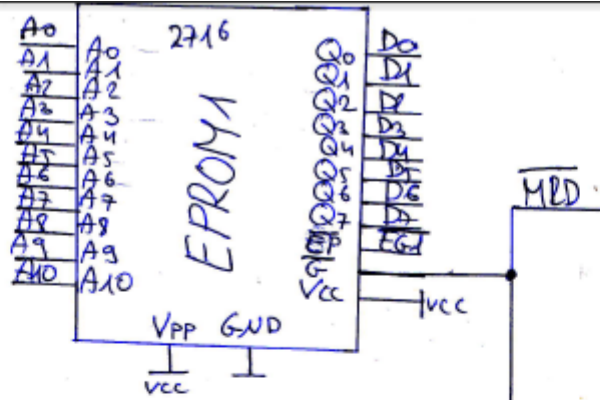 2716
EPROM1
A0 A0
A1 A1
A2 A2
A3 A3
A4 A4
A5 A5
A6 A6
A7 A7
A8 A8
A9 A9
A10 A10
Q0 D0
Q1 D1
Q2 D2
Q3 D3
Q4 D4
Q5 D5
Q6 D6
Q7 D7
EP EG1
G
VCC VCC
VPP GND
VCC
MRD